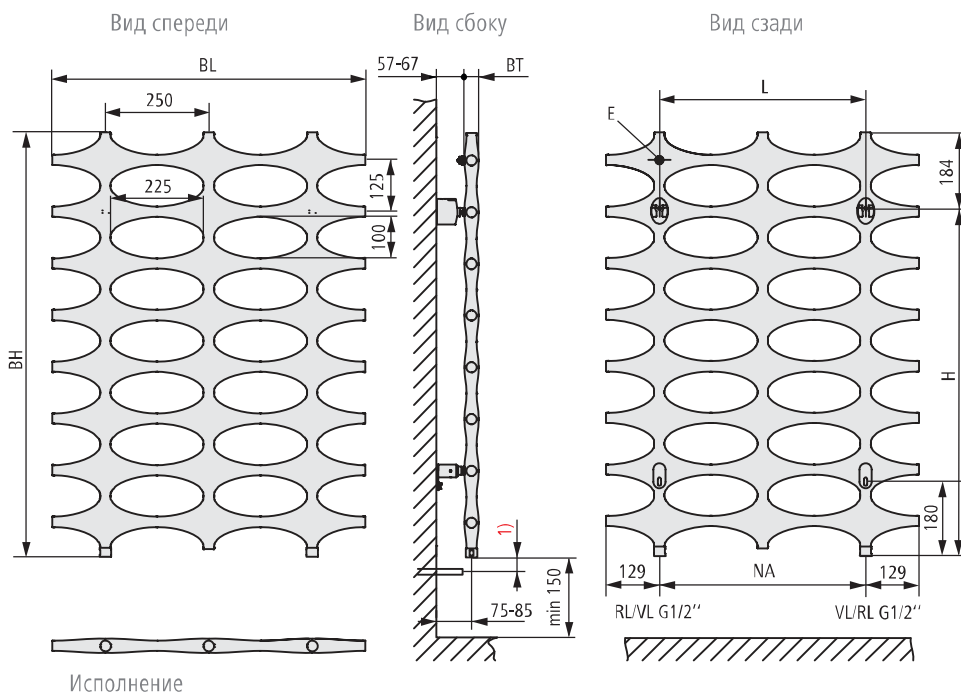 Вид спереди
Вид сбоку
Вид сзади
BL
57-67
BT
L
250
E
184
125
225
100
BH
H
1)
180
min 150
75-85
129
NA
129
RL/VL G1/2‘‘
VL/RL G1/2‘‘
Исполнение